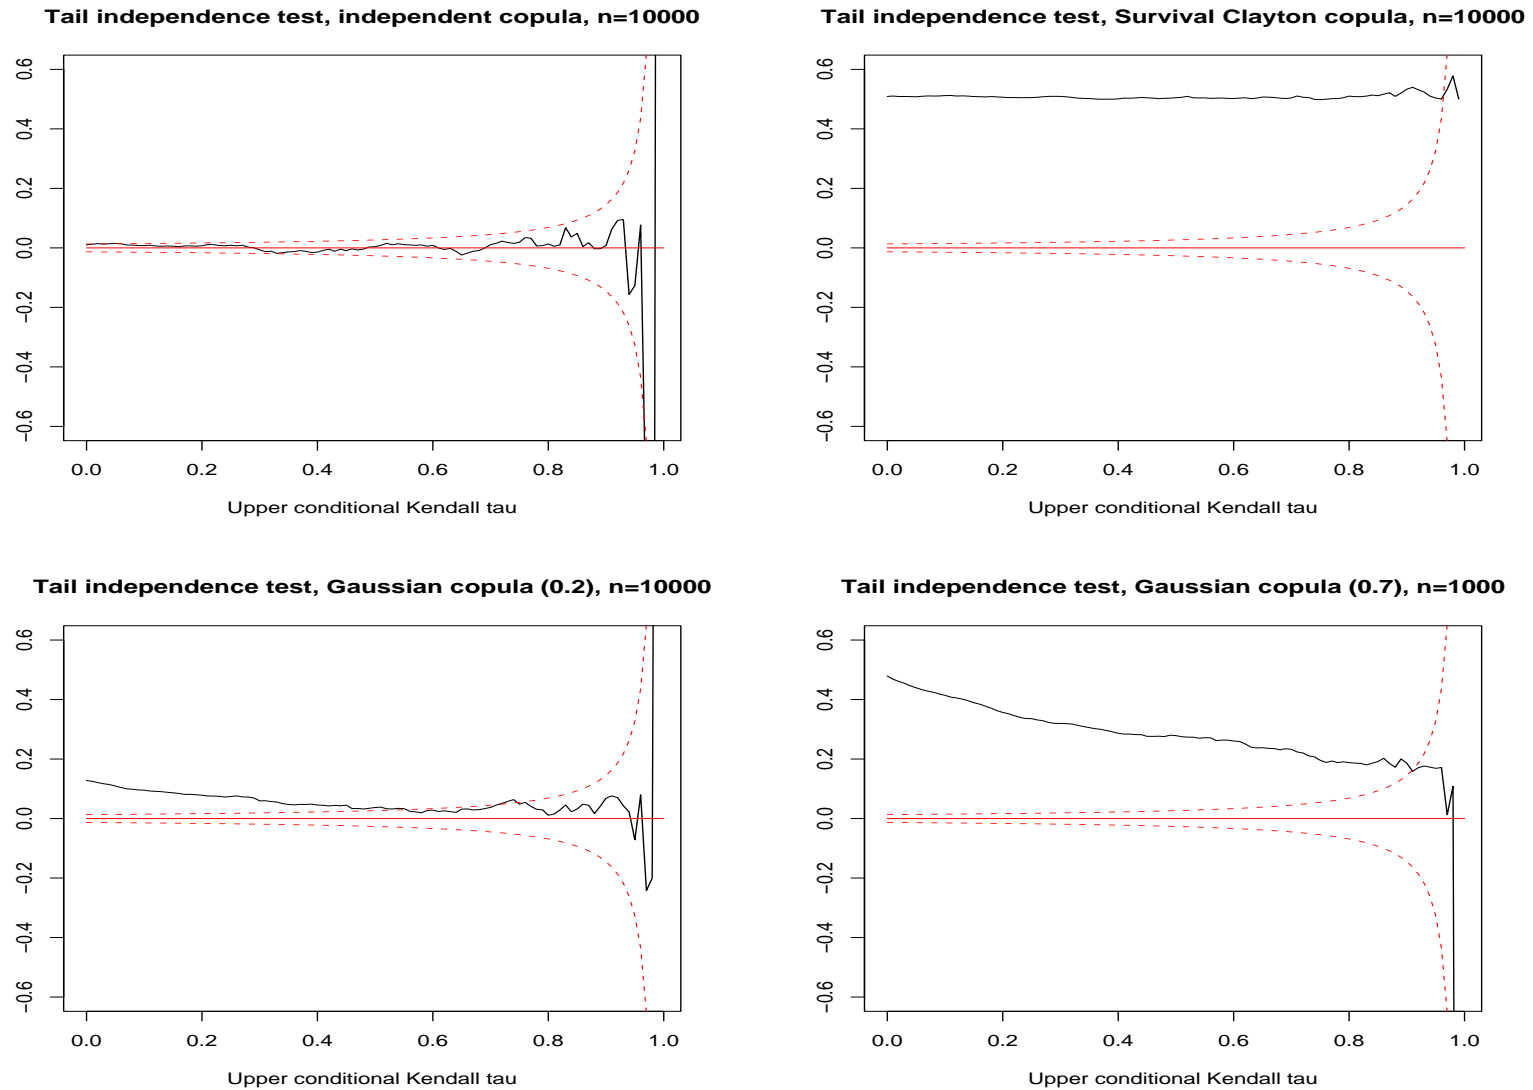 Tail independence test, independent copula, n=10000
0.6
0.4
0.2
0.0
−0.2
−0.4
−0.6
0.0 0.2 0.4 0.6 0.8 1.0
Upper conditional Kendall tau
Tail independence test, Survival Clayton copula, n=10000
0.6
0.4
0.2
0.0
−0.2
−0.4
−0.6
0.0 0.2 0.4 0.6 0.8 1.0
Upper conditional Kendall tau
Tail independence test, Gaussian copula (0.2), n=10000
0.6
0.4
0.2
0.0
−0.2
−0.4
−0.6
0.0 0.2 0.4 0.6 0.8 1.0
Upper conditional Kendall tau
Tail independence test, Gaussian copula (0.7), n=1000
0.6
0.4
0.2
0.0
−0.2
−0.4
−0.6
0.0 0.2 0.4 0.6 0.8 1.0
Upper conditional Kendall tau